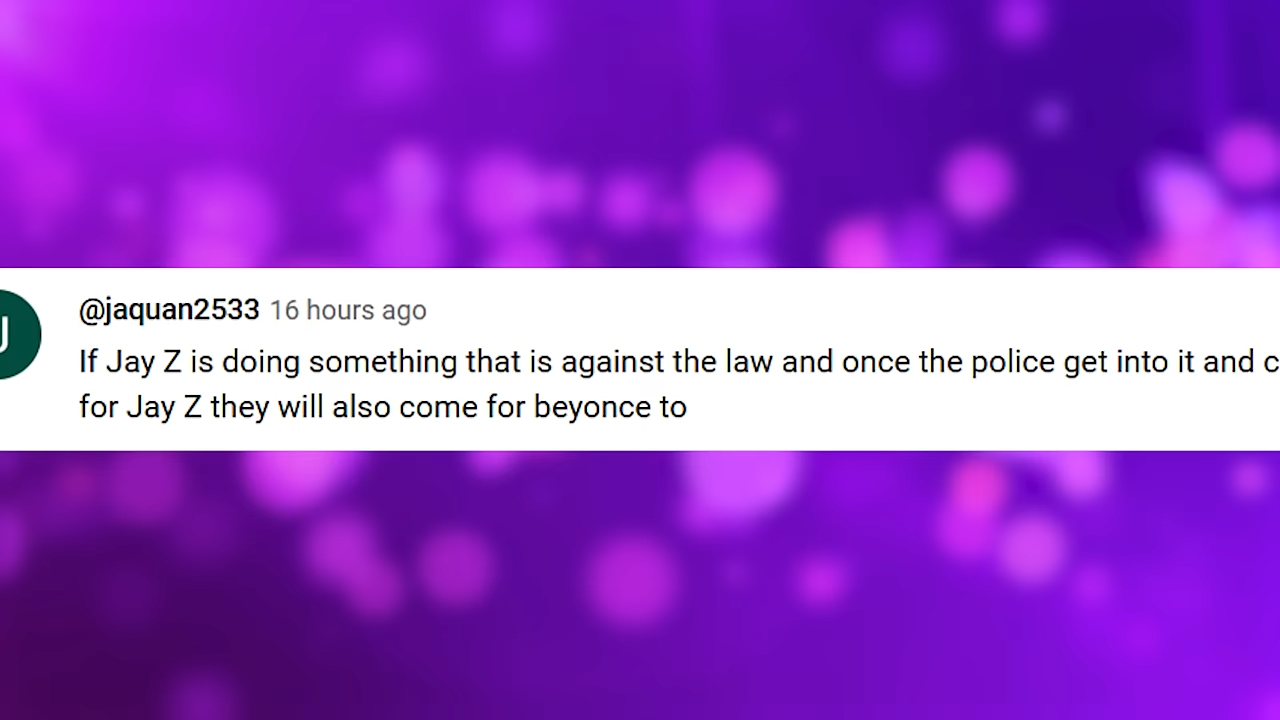 @jaquan2533 16 hours ago
If Jay Z is doing something that is against the law and once the police get into it and
for Jay Z they will also come for beyonce to